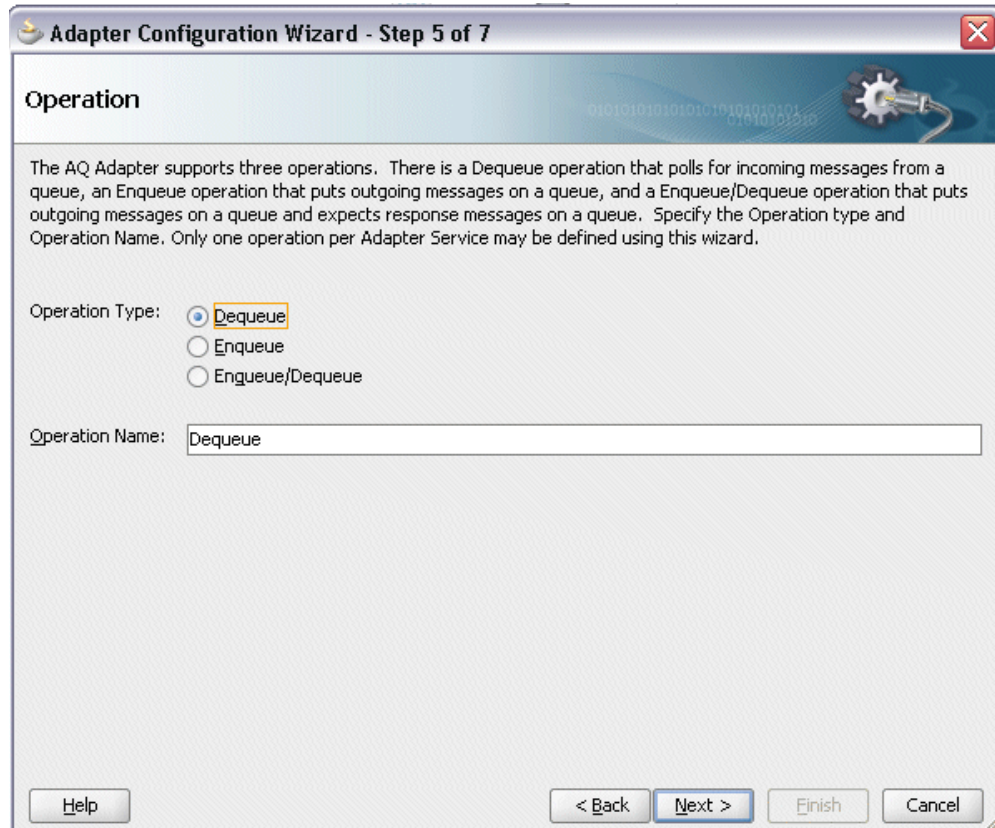 Adapter Configuration Wizard - Step 5 of 7
Operation
The AQ Adapter supports three operations. There is a Dequeue operation that polls for incoming messages from a
queue, an Enqueue operation that puts outgoing messages on a queue, and a Enqueue/Dequeue operation that puts
outgoing messages on a queue and expects response messages on a queue. Specify the Operation type and
Operation Name. Only one operation per Adapter Service may be defined using this wizard.
Operation Type:
Dequeue
Enqueue
Enqueue/Dequeue
Operation Name:
Dequeue
Help
< Back
Next >
Finish
Cancel